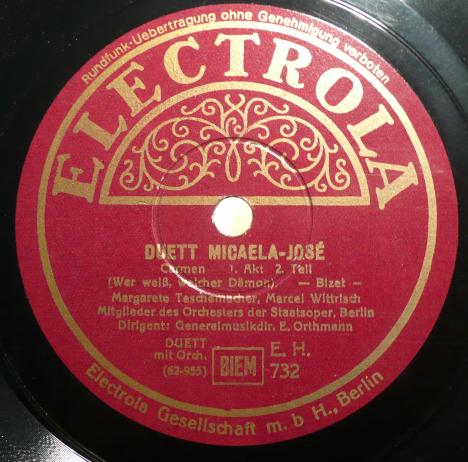 Rundfunk-Uebertragung ohne Genehmigung verboten
ELECTROLA
DUETT MICAELA-JOSÉ
Carmen 1. Akt 2. Teil
(Wer weiß, welcher Dämon) — Bizet —
Margarete Teschemacher, Marcel Wittrisch
Mitglieder des Orchesters der Staatsoper, Berlin
Dirigent: Generalmusikdir. E. Orthmann
DUETT
mit Orch.
(62-955)
BIEM
E. H.
732
Electrola Gesellschaft m. b H., Berlin